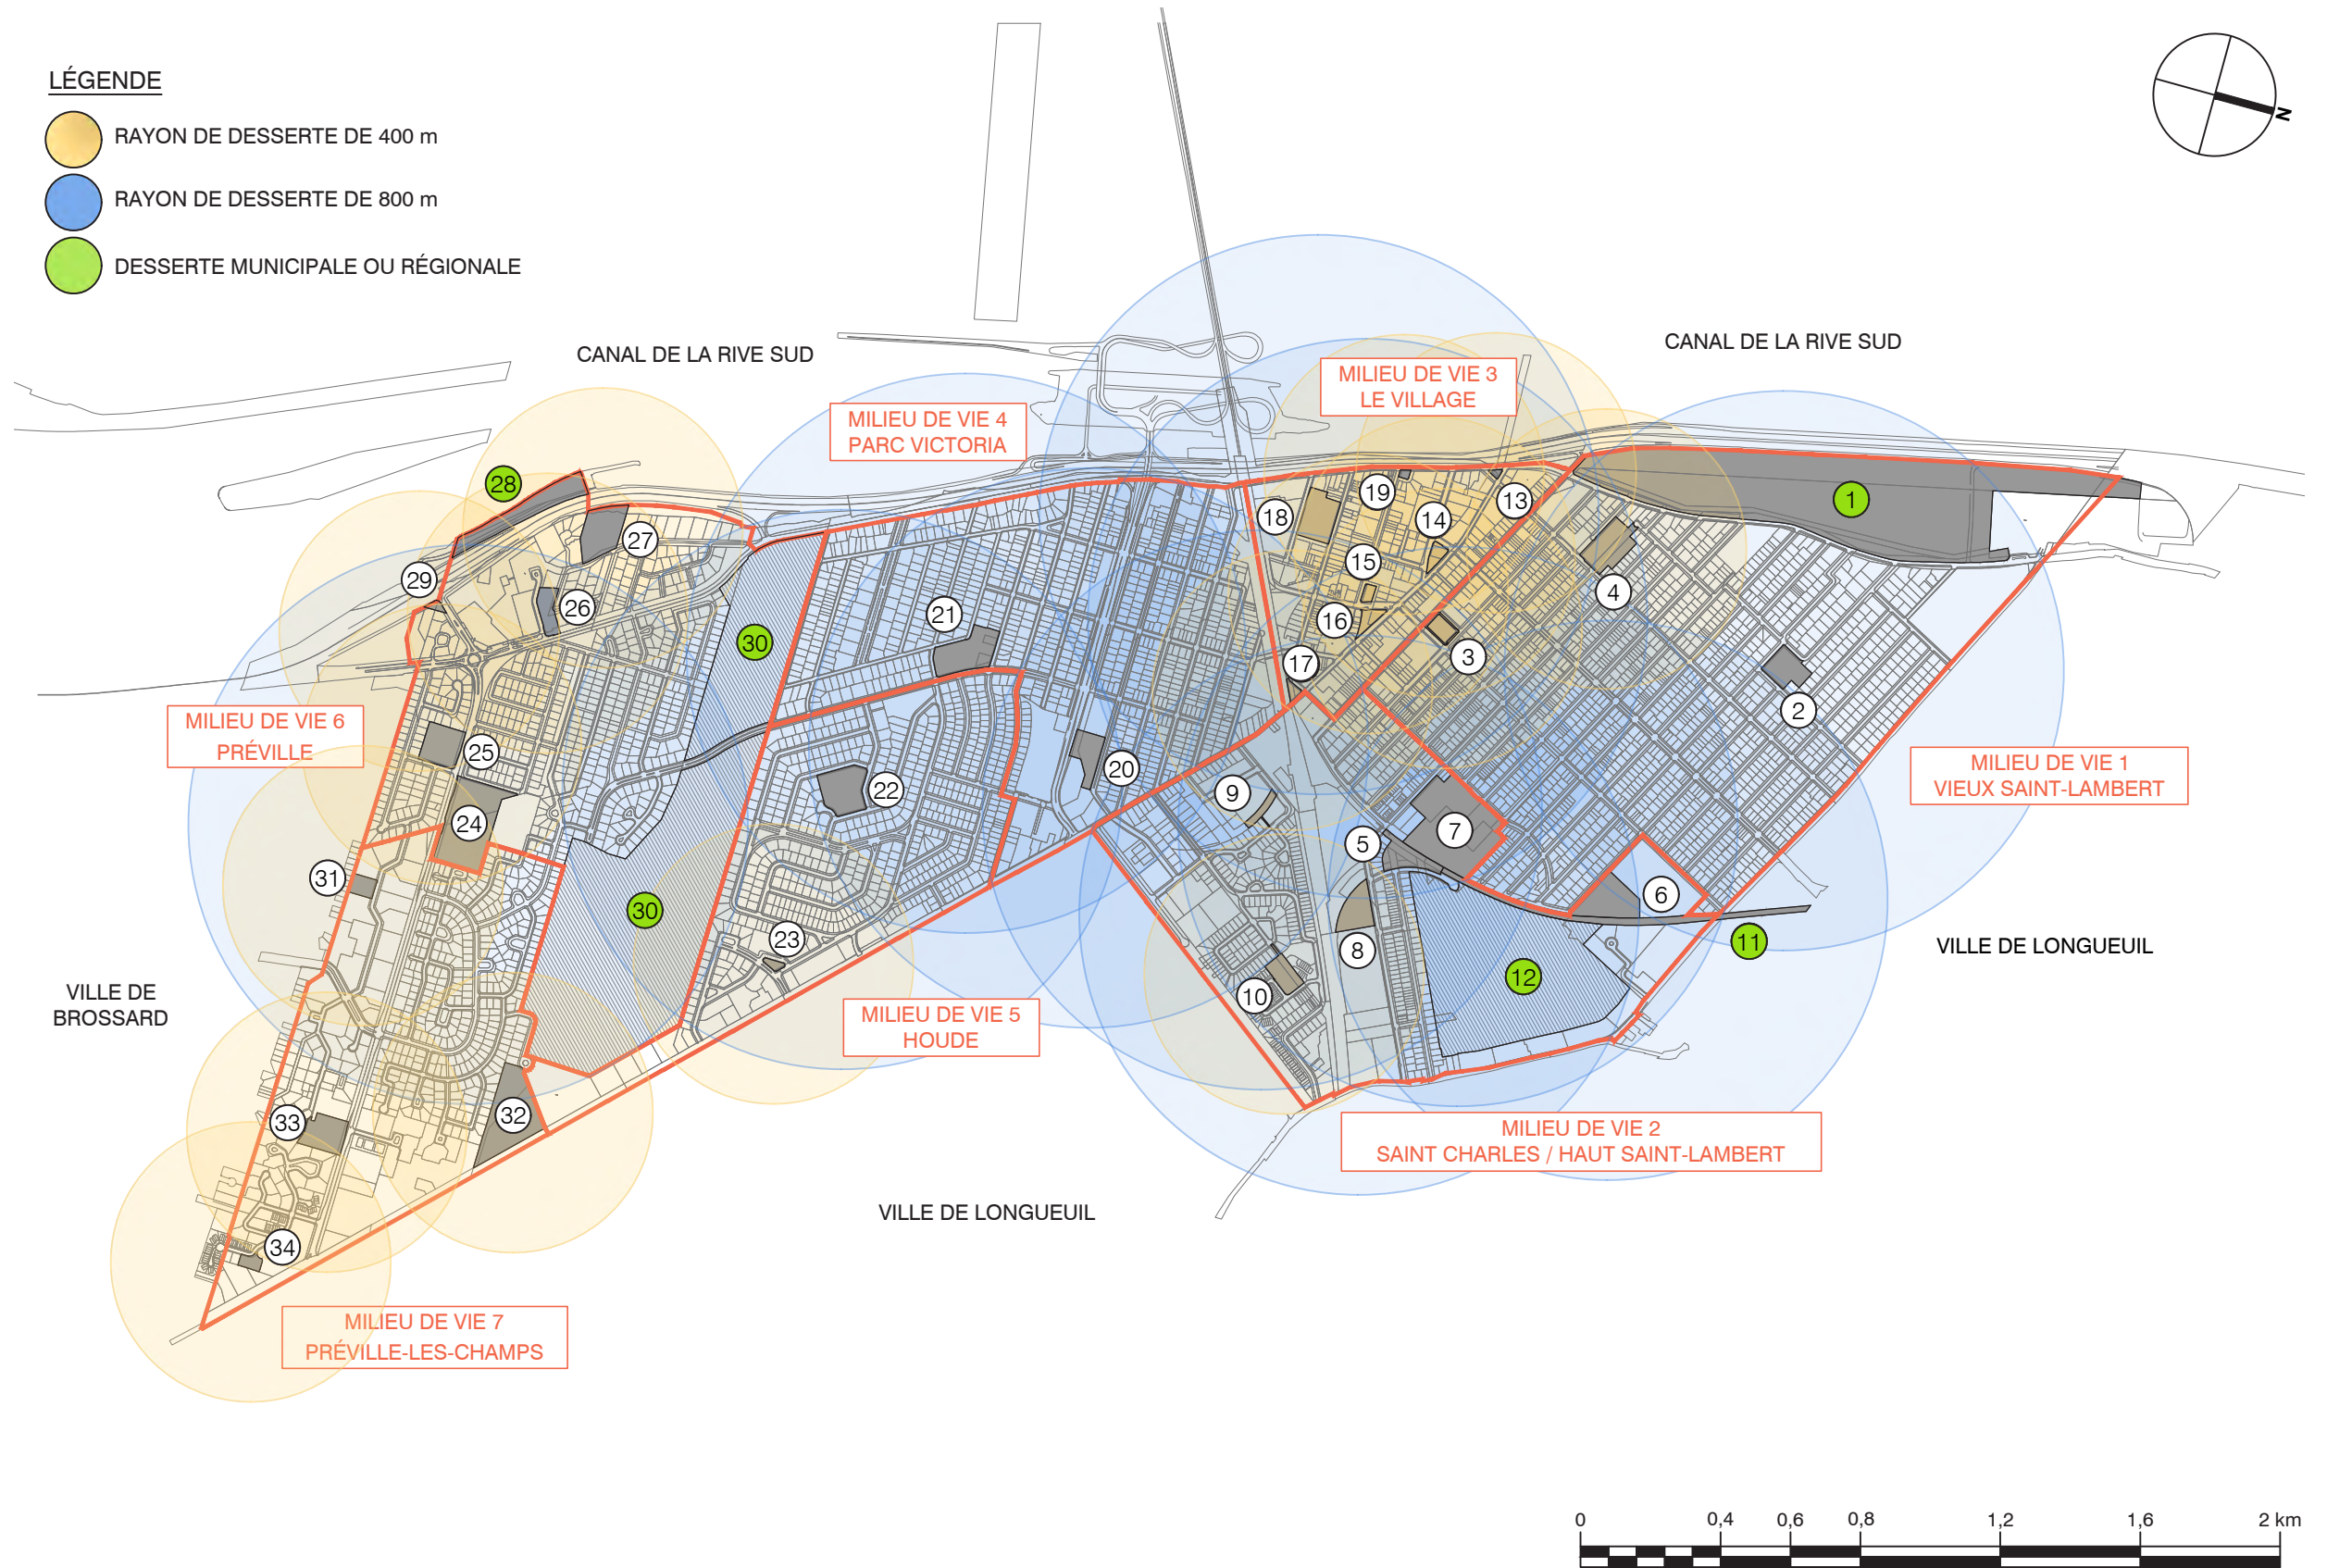 LÉGENDE
RAYON DE DESSERTE DE 400 m
RAYON DE DESSERTE DE 800 m
DESSERTE MUNICIPALE OU RÉGIONALE
N
CANAL DE LA RIVE SUD
CANAL DE LA RIVE SUD
MILIEU DE VIE 3
LE VILLAGE
MILIEU DE VIE 4
PARC VICTORIA
28
27
29
26
30
21
18
19
14
13
15
16
17
3
4
1
2
MILIEU DE VIE 6
PRÉVILLE
25
24
31
30
22
20
23
9
5
7
8
10
6
11
12
MILIEU DE VIE 1
VIEUX SAINT-LAMBERT
VILLE DE LONGUEUIL
VILLE DE
BROSSARD
MILIEU DE VIE 5
HOUDE
33
32
34
MILIEU DE VIE 2
SAINT CHARLES / HAUT SAINT-LAMBERT
VILLE DE LONGUEUIL
MILIEU DE VIE 7
PRÉVILLE-LES-CHAMPS
0 0,4 0,6 0,8 1,2 1,6 2 km